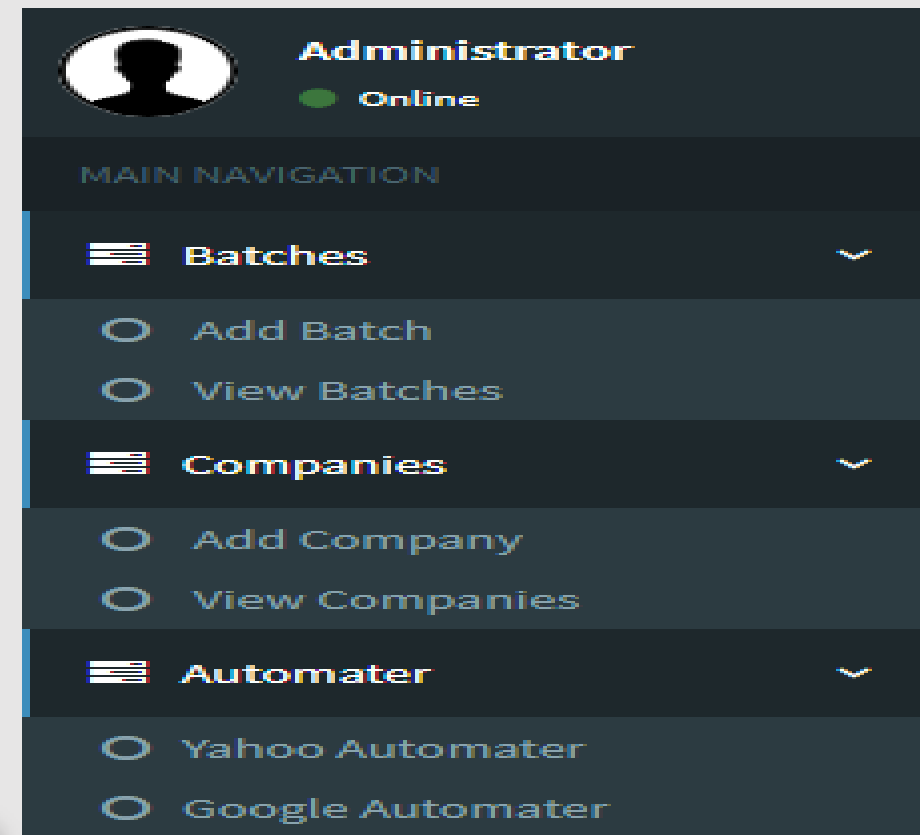 Administrator
Online
MAIN NAVIGATION
Batches
Add Batch
View Batches
Companies
Add Company
View Companies
Automater
Yahoo Automater
Google Automater